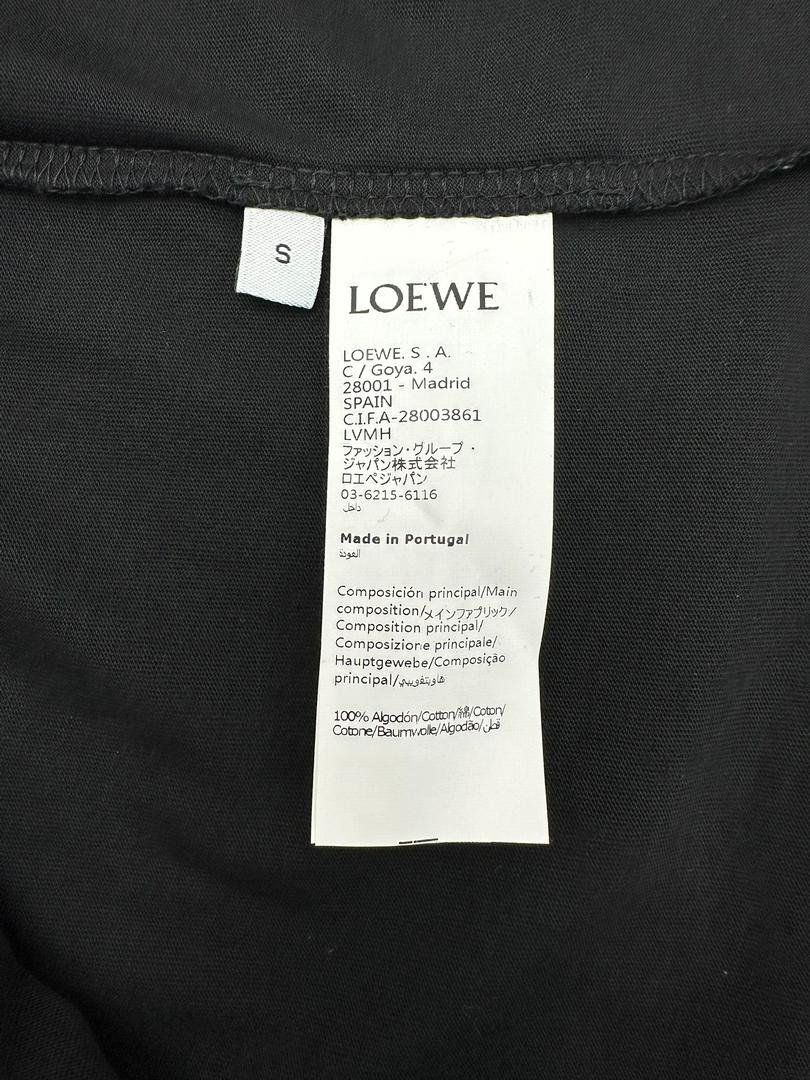 S
LOEWE
LOEWE. S . A.
C / Goya. 4
28001 - Madrid
SPAIN
C.I.F.A-28003861
LVMH
ファッション・グループ・
ジャパン株式会社
ロエベジャパン
03-6215-6116
داخل
Made in Portugal
العودة
Composición principal/Main
composition/メインファブリック/
Composition principal/
Composizione principale/
Hauptgewebe/Composição
principal/
100% Algodón/Cotton/綿/Coton/
Cotone/Baumwolle/Algodão/قطن